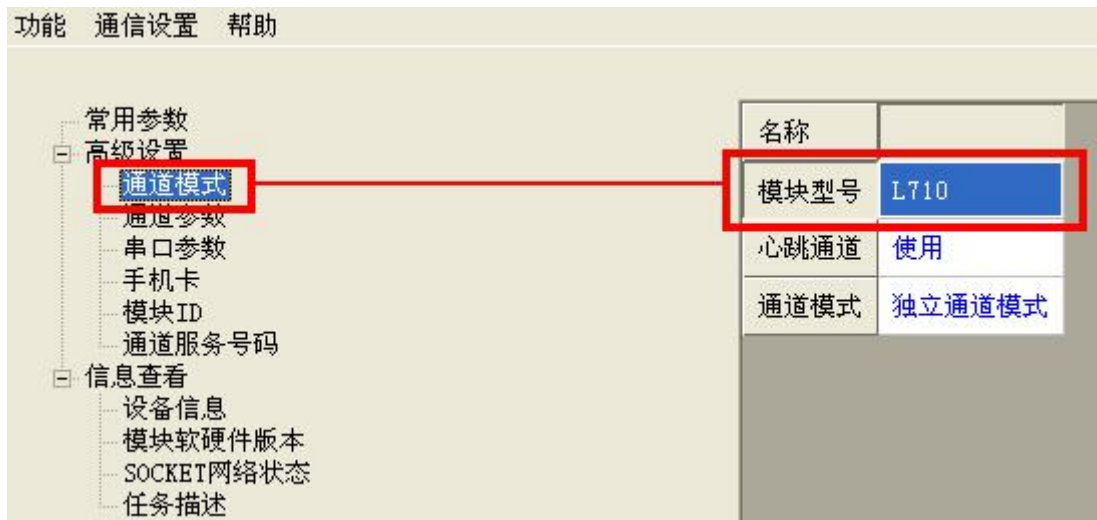 功能 通信设置 帮助
常用参数
高级设置
通道模式
通道参数
串口参数
手机卡
模块ID
通道服务号码
信息查看
设备信息
模块软硬件版本
SOCKET网络状态
任务描述
名称
模块型号 L710
心跳通道 使用
通道模式 独立通道模式